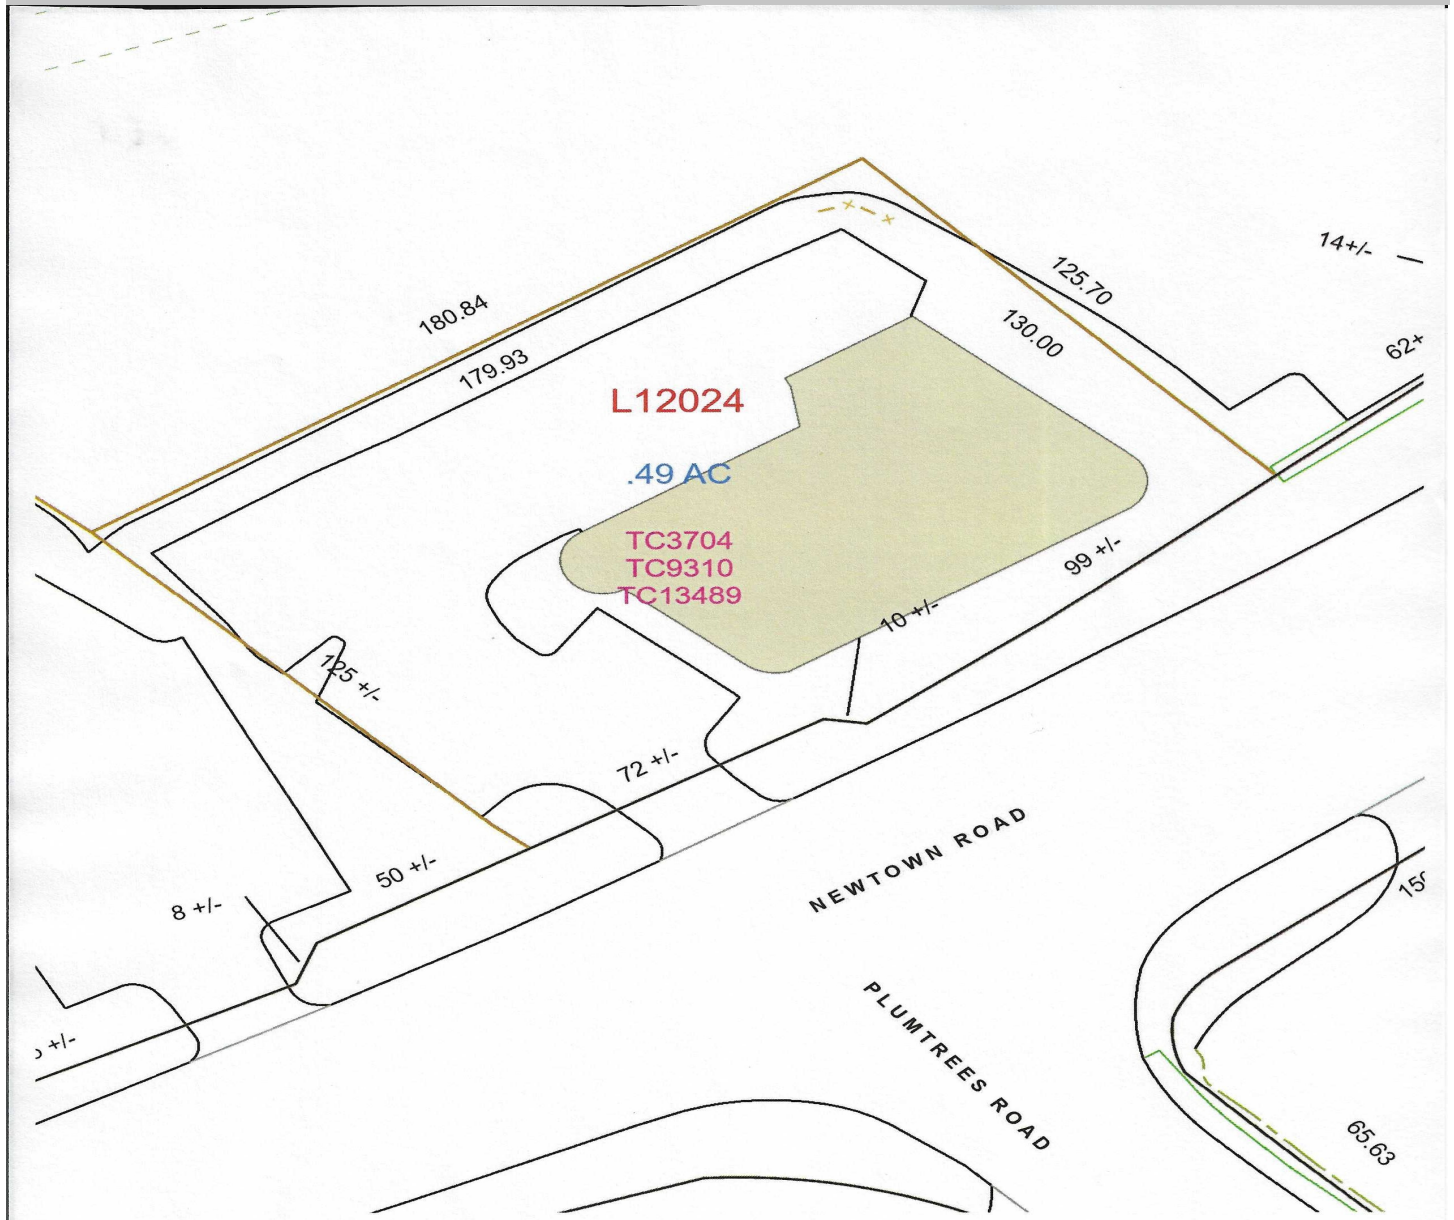 14+/-
125.70
180.84
130.00
62+
179.93
L12024
.49 AC
99 +/-
TC3704
TC9310
TC13489
10 +/-
125 +/-
72 +/-
50 +/-
NEWTOWN ROAD
8 +/-
PLUMTREES ROAD
+/-
65.63